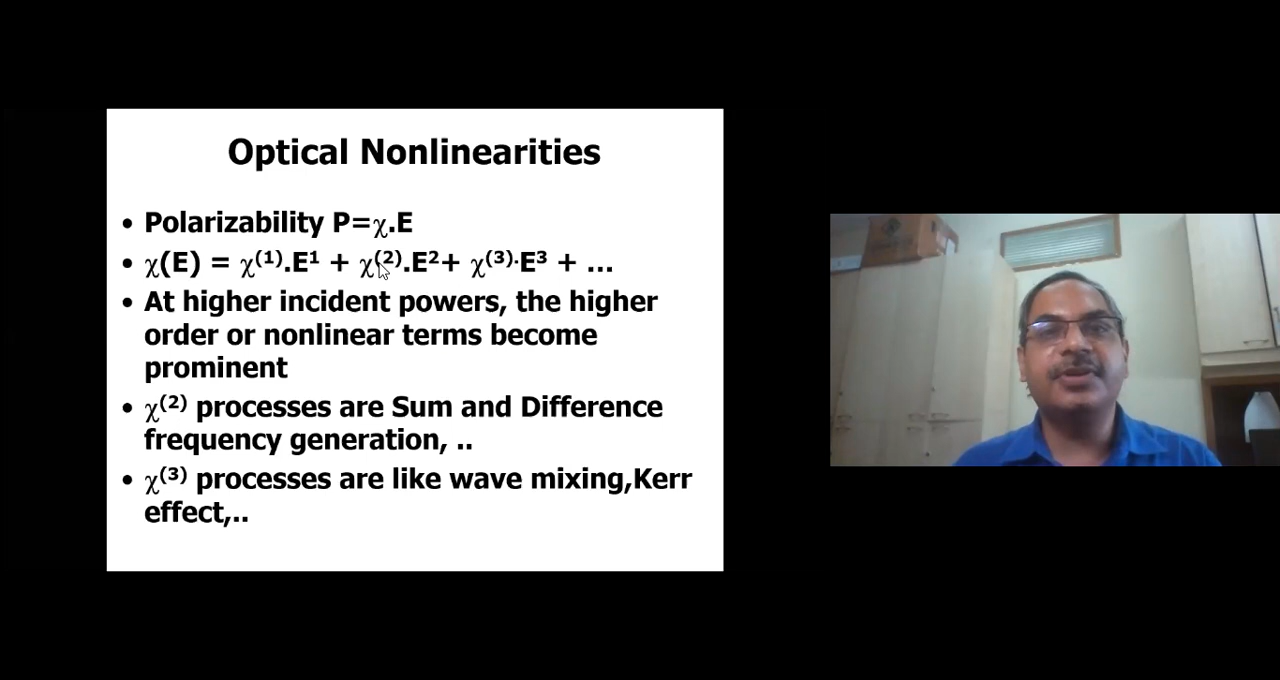 Optical Nonlinearities
• Polarizability P=χ.E
• χ(E) = χ⁽¹⁾.E¹ + χ⁽²⁾.E²+ χ⁽³⁾·E³ + ...
• At higher incident powers, the higher
order or nonlinear terms become
prominent
• χ⁽²⁾ processes are Sum and Difference
frequency generation, ..
• χ⁽³⁾ processes are like wave mixing,Kerr
effect,..